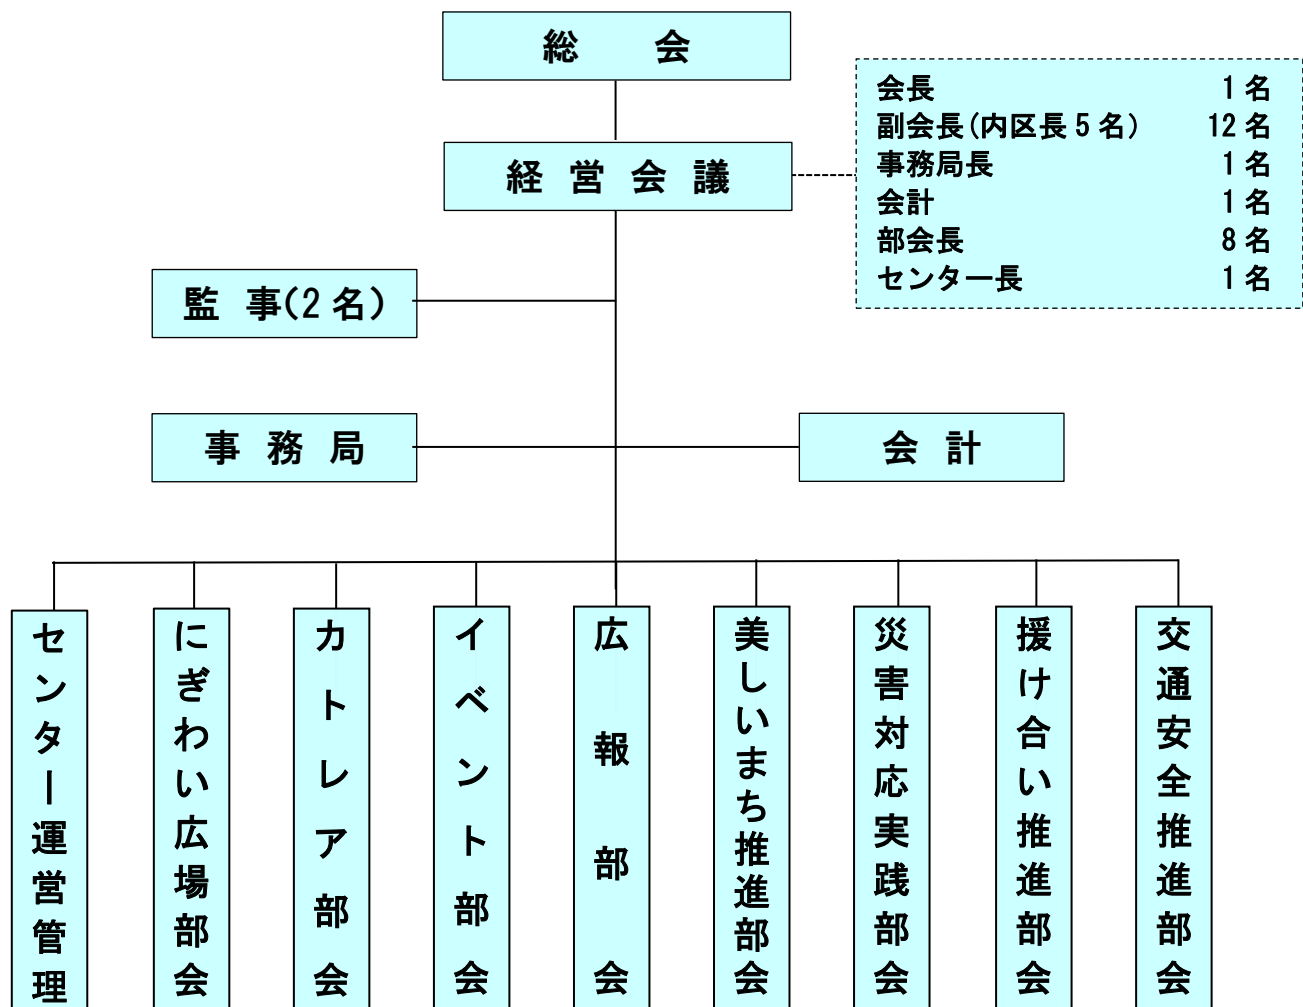 総会
経営会議
会長 1名
副会長(内区長5名) 12名
事務局長 1名
会計 1名
部会長 8名
センター長 1名
監事(2名)
事務局
会計
センター運営管理
にぎわい広場部会
カトレア部会
イベント部会
広報部会
美しいまち推進部会
災害対応実践部会
援け合い推進部会
交通安全推進部会